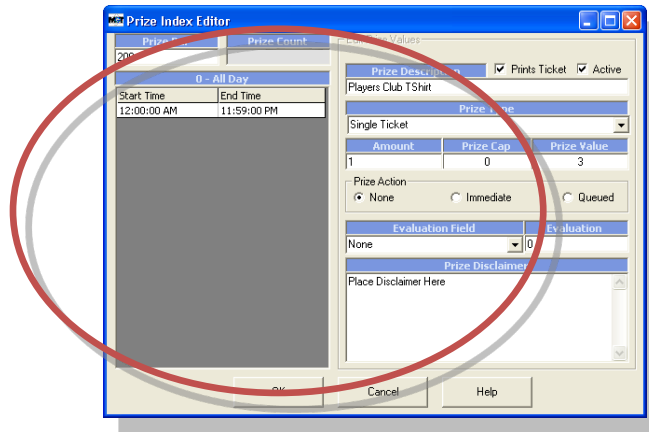 MGT Prize Index Editor
Prize Count
0 - All Day
Start Time End Time
12:00:00 AM 11:59:00 PM
Values
Prize Description Prints Ticket Active
Players Club TShirt
Prize Type
Single Ticket
Amount Prize Cap Prize Value
1 0 3
Prize Action
None Immediate Queued
Evaluation Field Evaluation
None 0
Prize Disclaimer
Place Disclaimer Here
OK Cancel Help